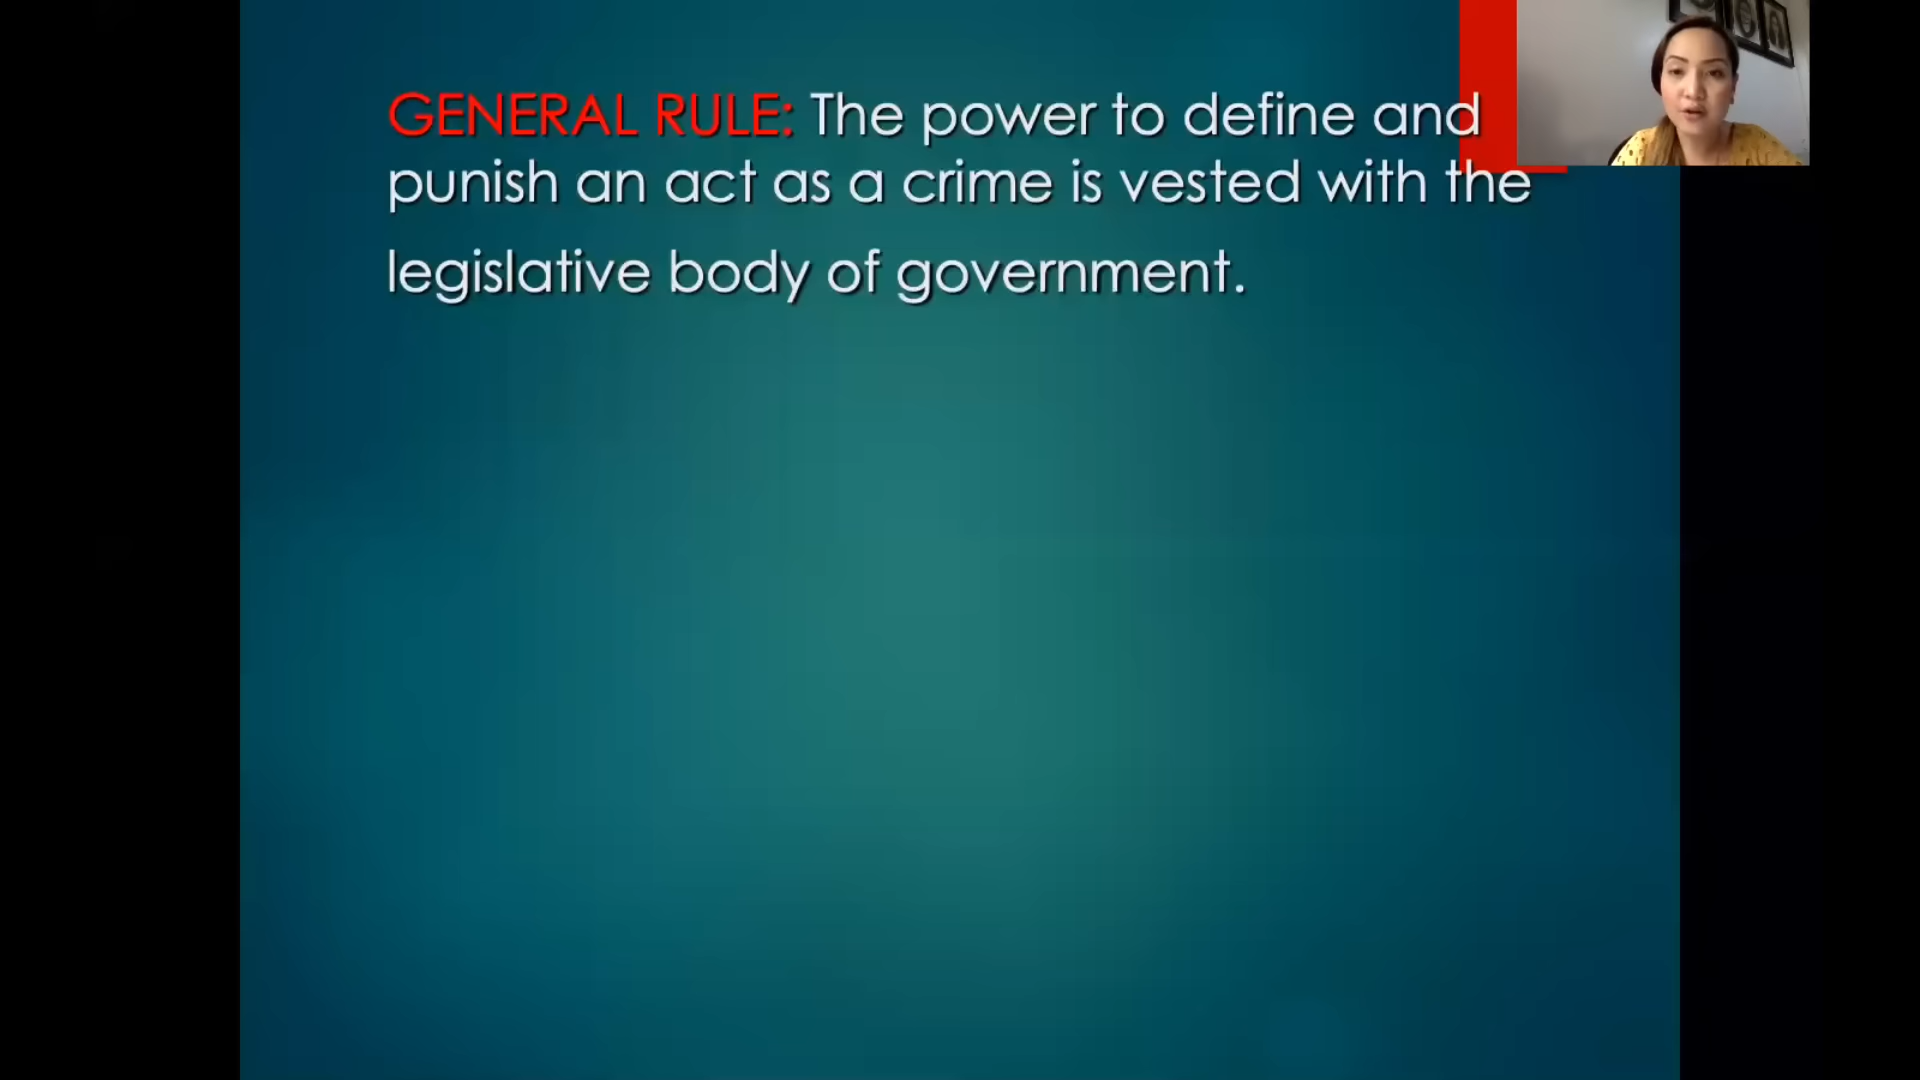 GENERAL RULE: The power to define and
punish an act as a crime is vested with the
legislative body of government.